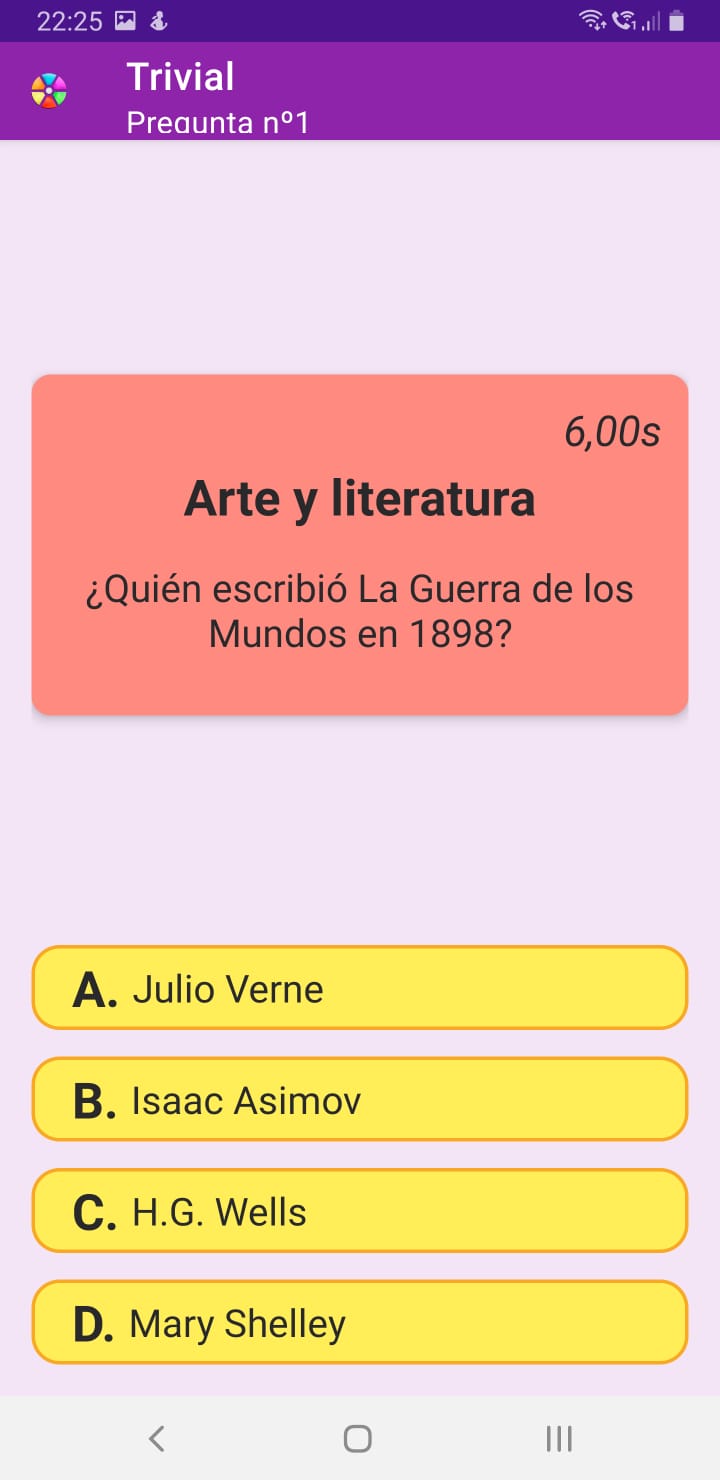 22:25
Trivial
Pregunta nº1
6,00s
Arte y literatura
¿Quién escribió La Guerra de los
Mundos en 1898?
A. Julio Verne
B. Isaac Asimov
C. H.G. Wells
D. Mary Shelley